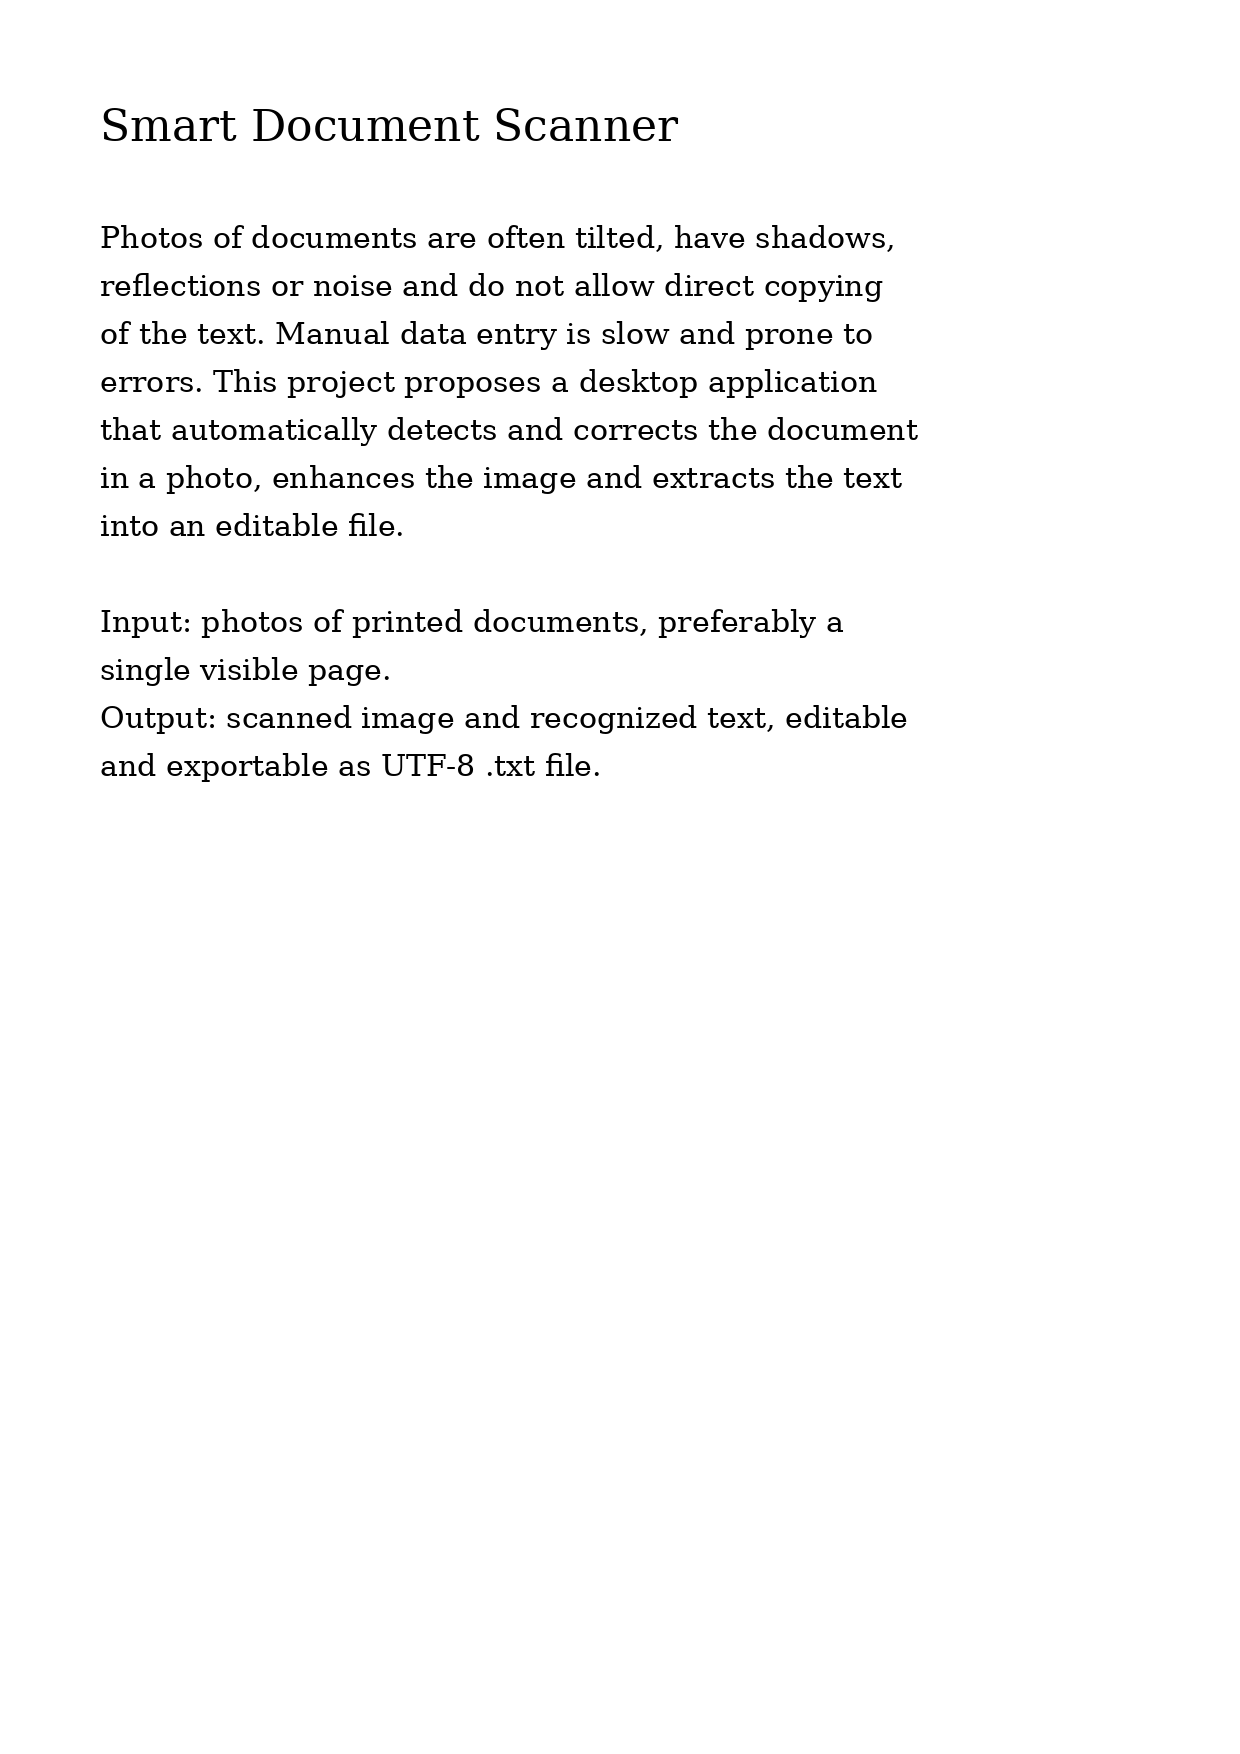 Smart Document Scanner
Photos of documents are often tilted, have shadows,
reflections or noise and do not allow direct copying
of the text. Manual data entry is slow and prone to
errors. This project proposes a desktop application
that automatically detects and corrects the document
in a photo, enhances the image and extracts the text
into an editable file.
Input: photos of printed documents, preferably a
single visible page.
Output: scanned image and recognized text, editable
and exportable as UTF-8 .txt file.